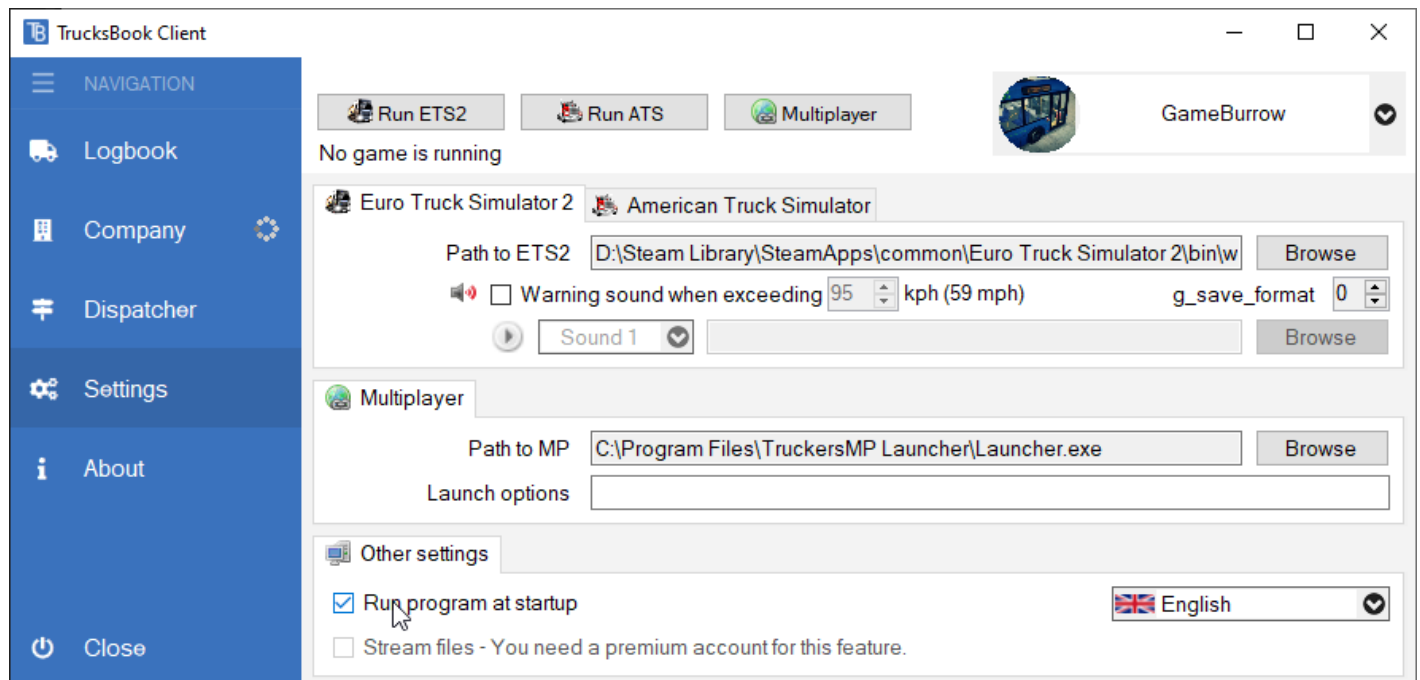 TB TrucksBook Client
NAVIGATION
Logbook
Company
Dispatcher
Settings
About
Close
Run ETS2
Run ATS
Multiplayer
No game is running
GameBurrow
Euro Truck Simulator 2
American Truck Simulator
Path to ETS2 D:\Steam Library\SteamApps\common\Euro Truck Simulator 2\bin\w Browse
Warning sound when exceeding 95 kph (59 mph) g_save_format 0
Sound 1 Browse
Multiplayer
Path to MP C:\Program Files\TruckersMP Launcher\Launcher.exe Browse
Launch options
Other settings
Run program at startup English
Stream files - You need a premium account for this feature.